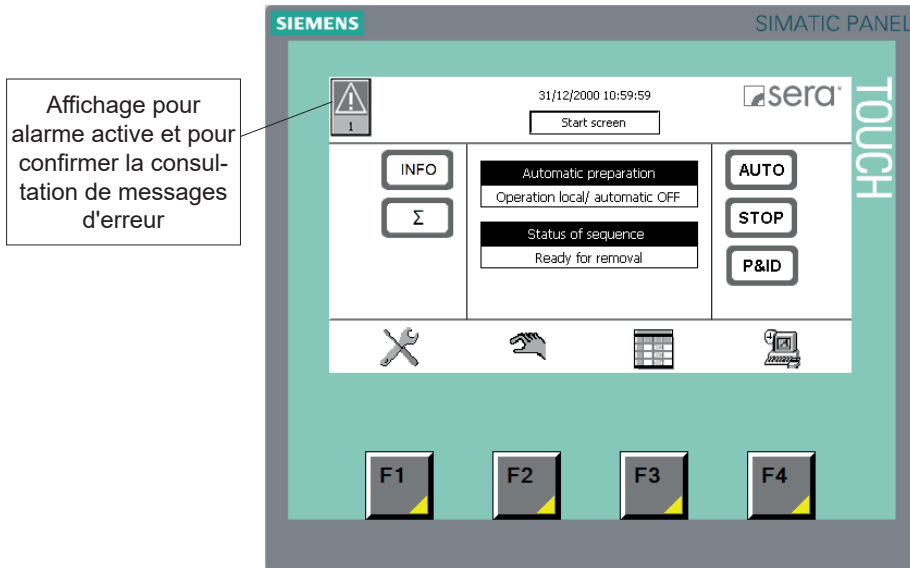 SIEMENS
SIMATIC PANEL
TOUCH
Affichage pour
alarme active et pour
confirmer la consul-
tation de messages
d'erreur
1
31/12/2000 10:59:59
Start screen
sera
INFO
Σ
Automatic preparation
Operation local/ automatic OFF
Status of sequence
Ready for removal
AUTO
STOP
P&ID
F1
F2
F3
F4